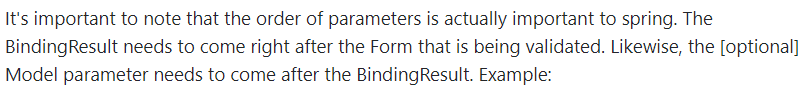 It's important to note that the order of parameters is actually important to spring. The
BindingResult needs to come right after the Form that is being validated. Likewise, the [optional]
Model parameter needs to come after the BindingResult. Example: